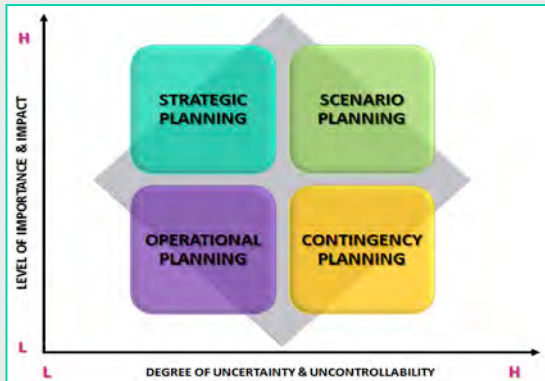 H
STRATEGIC
PLANNING
SCENARIO
PLANNING
LEVEL OF IMPORTANCE & IMPACT
OPERATIONAL
PLANNING
CONTINGENCY
PLANNING
L
L
DEGREE OF UNCERTAINTY & UNCONTROLLABILITY
H